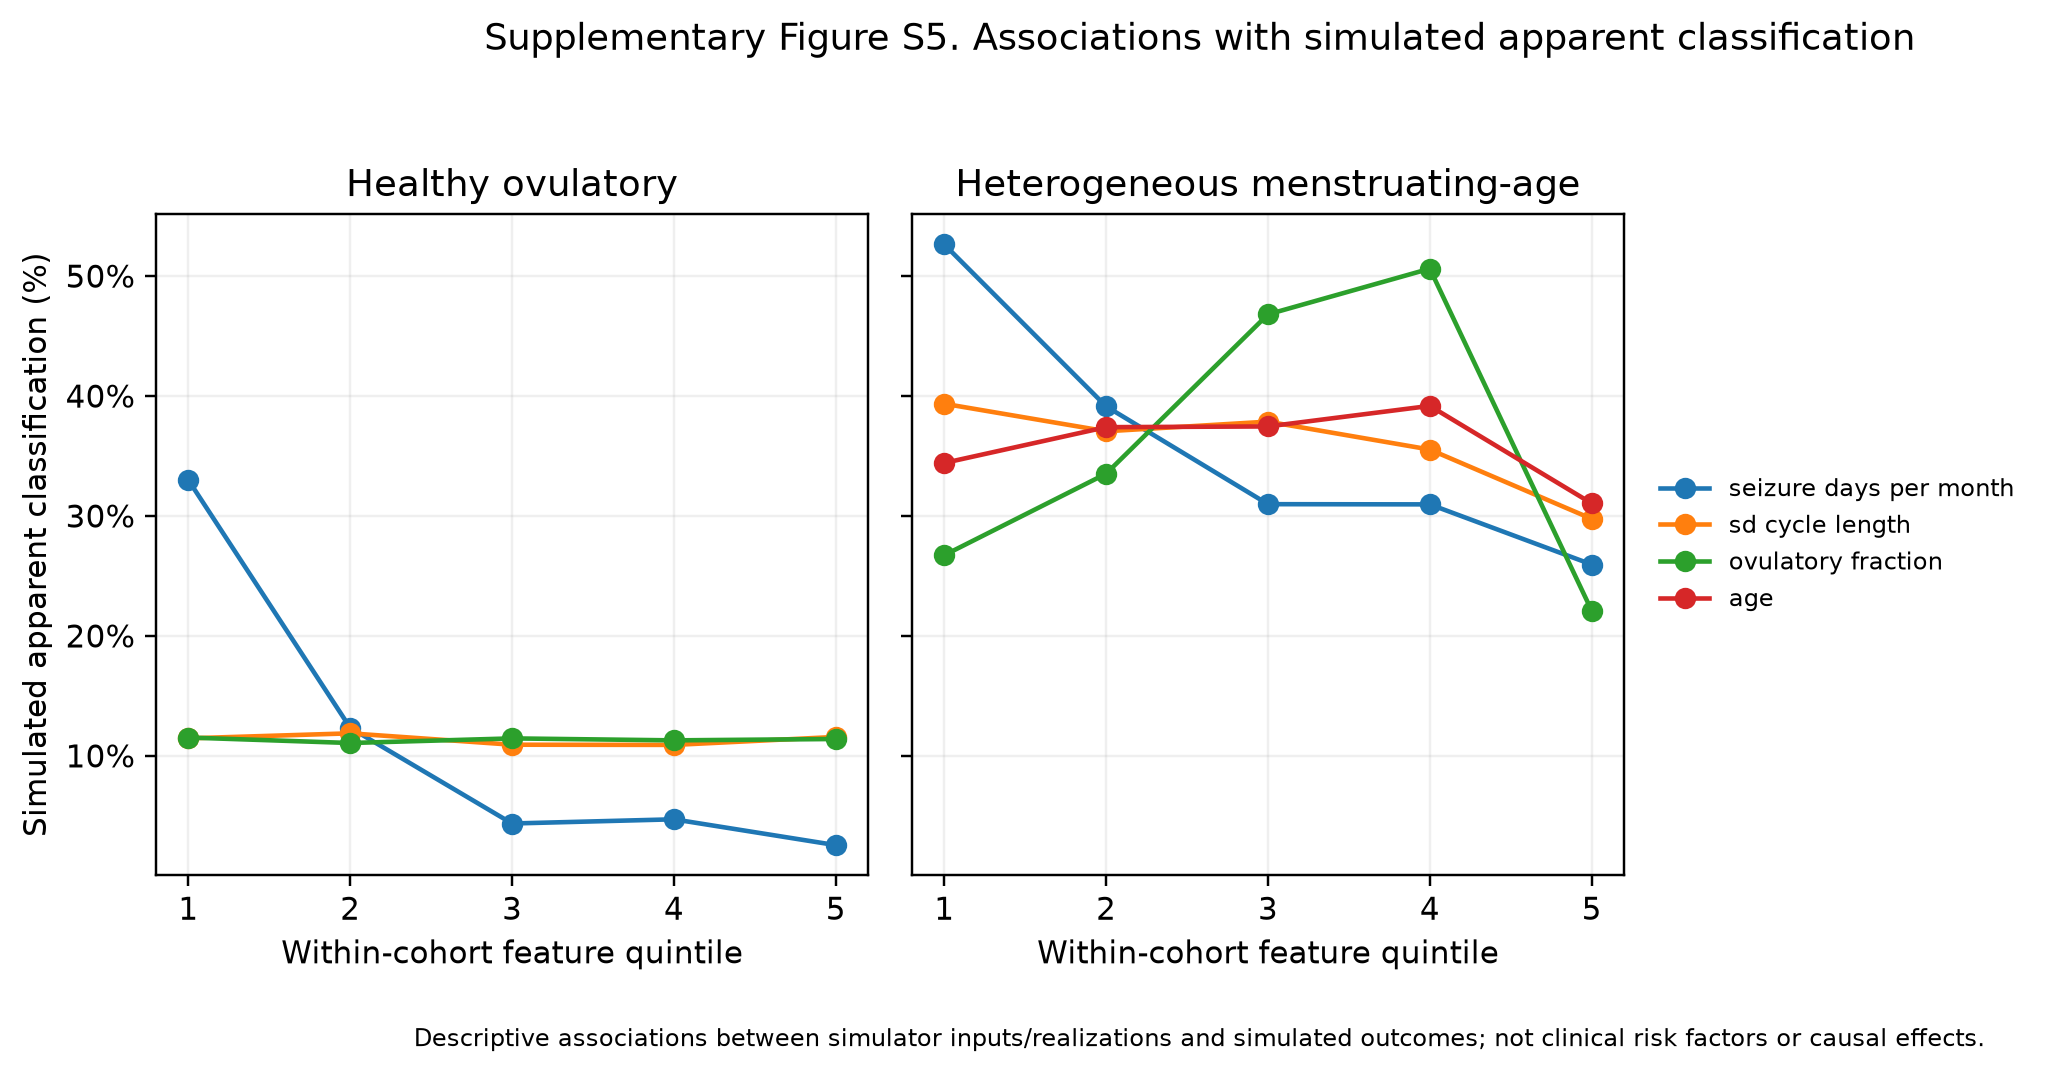 Supplementary Figure S5. Associations with simulated apparent classification
Healthy ovulatory
Heterogeneous menstruating-age
Simulated apparent classification (%)
50%
40%
30%
20%
10%
1 2 3 4 5
1 2 3 4 5
Within-cohort feature quintile
Within-cohort feature quintile
seizure days per month
sd cycle length
ovulatory fraction
age
Descriptive associations between simulator inputs/realizations and simulated outcomes; not clinical risk factors or causal effects.